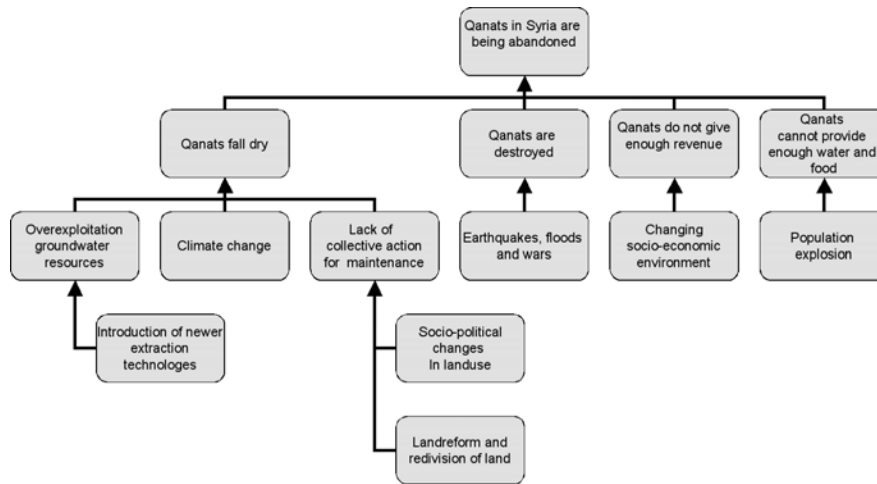 Qanats in Syria are
being abandoned
Qanats fall dry
Qanats are
destroyed
Qanats do not give
enough revenue
Qanats
cannot provide
enough water and
food
Overexploitation
groundwater
resources
Climate change
Lack of
collective action
for maintenance
Earthquakes, floods
and wars
Changing
socio-economic
environment
Population
explosion
Introduction of newer
extraction
technologes
Socio-political
changes
In landuse
Landreform and
redivision of land